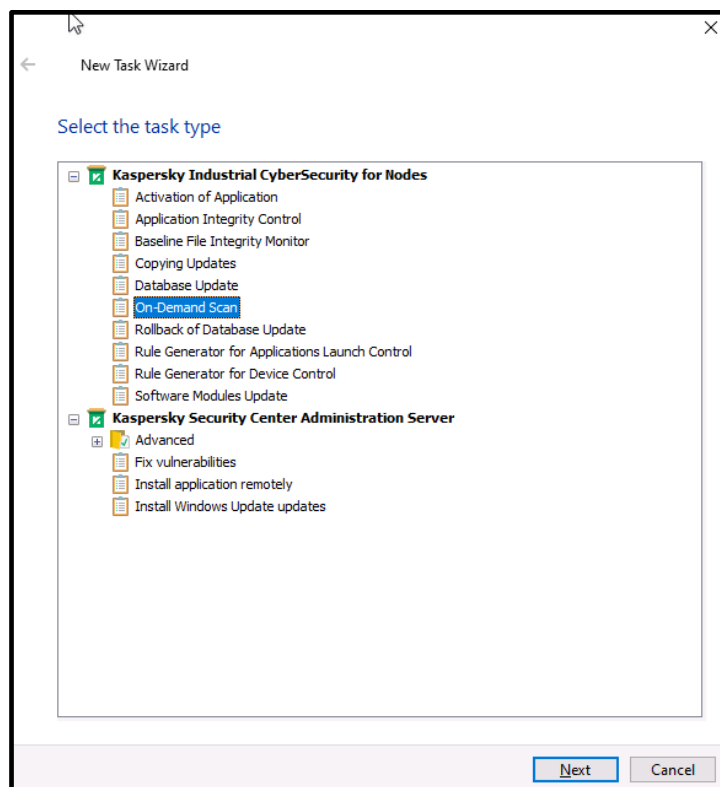 New Task Wizard
Select the task type
Kaspersky Industrial CyberSecurity for Nodes
Activation of Application
Application Integrity Control
Baseline File Integrity Monitor
Copying Updates
Database Update
On-Demand Scan
Rollback of Database Update
Rule Generator for Applications Launch Control
Rule Generator for Device Control
Software Modules Update
Kaspersky Security Center Administration Server
Advanced
Fix vulnerabilities
Install application remotely
Install Windows Update updates
Next Cancel